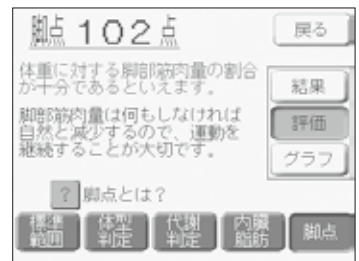 脚点102点
戻る
体重に対する脚部筋肉量の割合
が十分であるといえます。
脚部筋肉量は何もしなければ
自然と減少するので、運動を
継続することが大切です。
結果
評価
グラフ
? 脚点とは?
標準
範囲
体型
判定
代謝
判定
内臓
脂肪
脚点